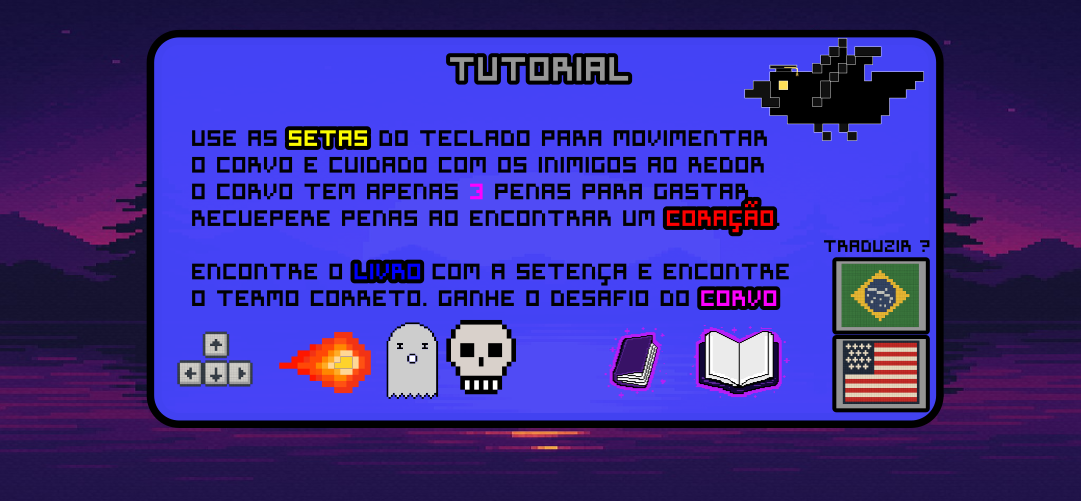 TUTORIAL
USE AS SETAS DO TECLADO PARA MOVIMENTAR
O CORVO E CUIDADO COM OS INIMIGOS AO REDOR
O CORVO TEM APENAS 3 PENAS PARA GASTAR
RECUEPERE PENAS AO ENCONTRAR UM CORAÇÃO.
TRADUZIR ?
ENCONTRE O LIVRO COM A SETENÇA E ENCONTRE
O TERMO CORRETO. GANHE O DESAFIO DO CORVO